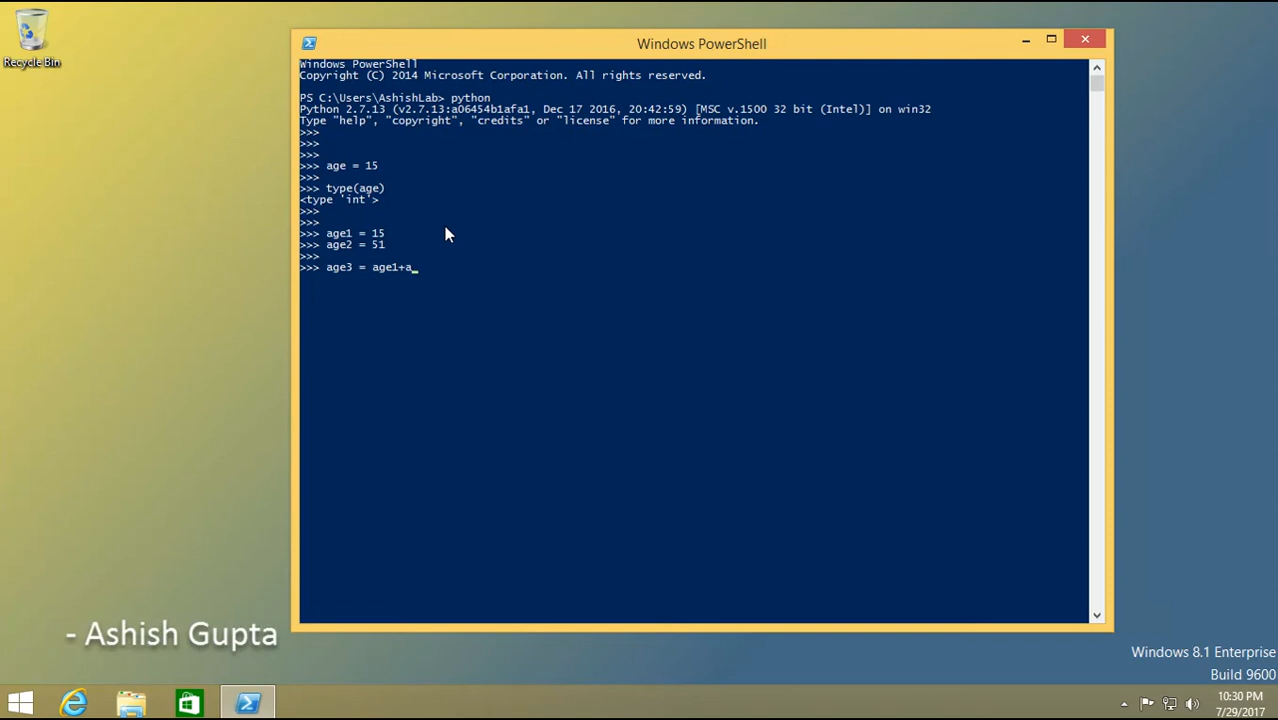 Recycle Bin
Windows PowerShell
Windows PowerShell
Copyright (C) 2014 Microsoft Corporation. All rights reserved.
PS C:\Users\AshishLab> python
Python 2.7.13 (v2.7.13:a06454b1afa1, Dec 17 2016, 20:42:59) [MSC v.1500 32 bit (Intel)] on win32
Type "help", "copyright", "credits" or "license" for more information.
>>>
>>>
>>>
>>> age = 15
>>>
>>> type(age)
<type 'int'>
>>>
>>>
>>> age1 = 15
>>> age2 = 51
>>>
>>> age3 = age1+a_
- Ashish Gupta
Windows 8.1 Enterprise
Build 9600
10:30 PM
7/29/2017